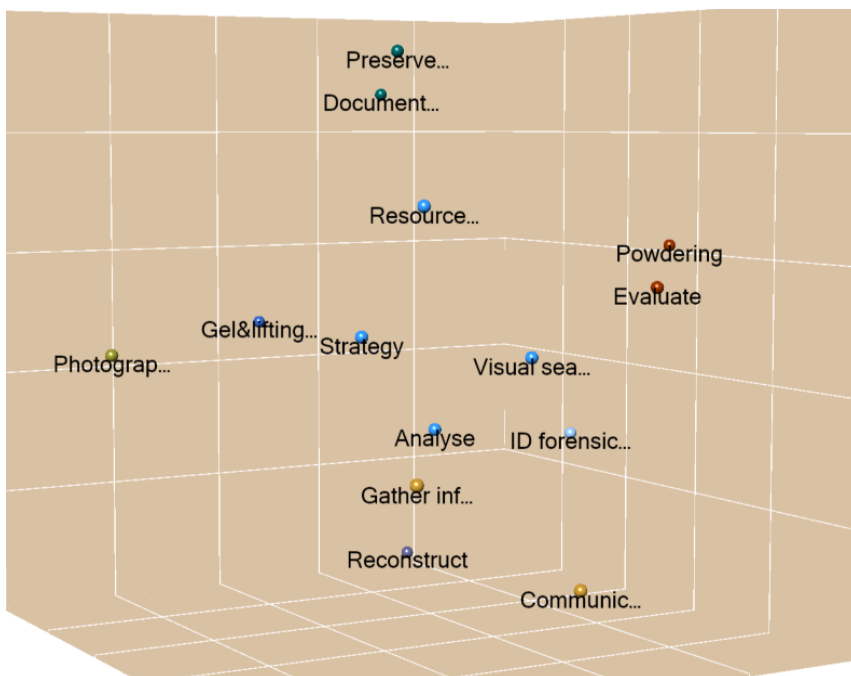 Preserve...
Document...
Resource...
Powdering
Evaluate
Gel&lifting...
Strategy
Photograp...
Visual sea...
Analyse
ID forensic...
Gather inf...
Reconstruct
Communic...